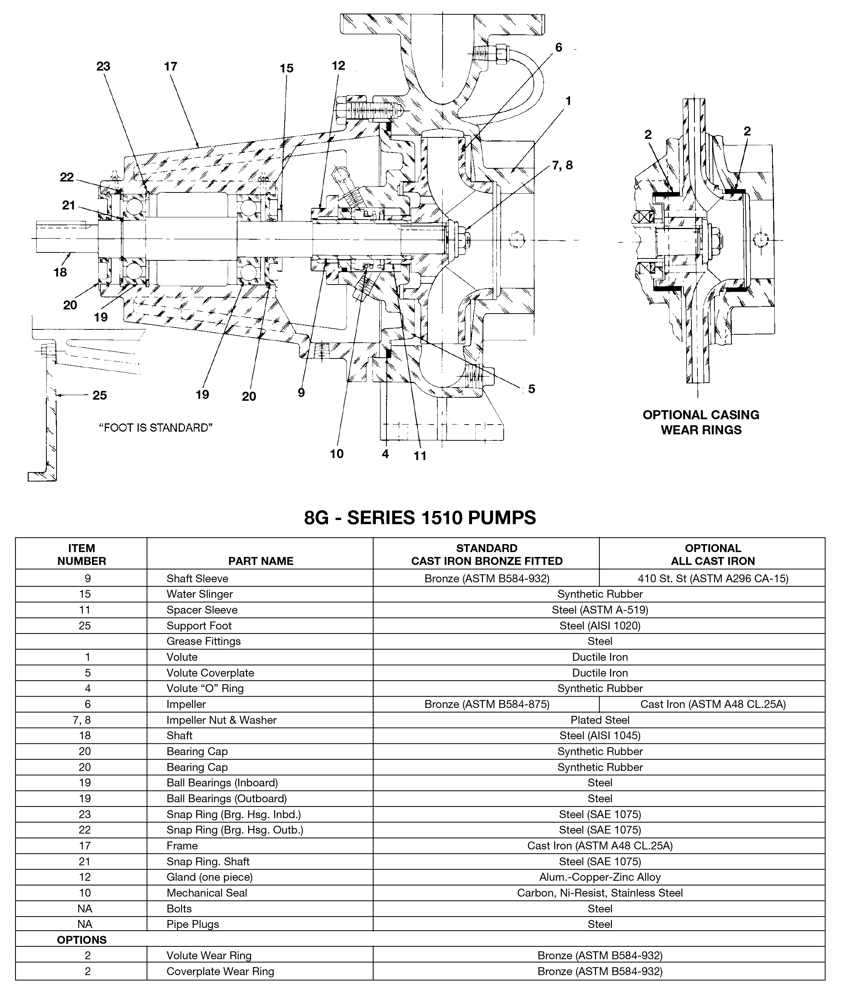 6
23 17 15 12
1
2 2
7, 8
22
21
18
20
19
25 19 20 9 5
"FOOT IS STANDARD"
10 4 11
OPTIONAL CASING
WEAR RINGS
8G - SERIES 1510 PUMPS
ITEM NUMBER PART NAME STANDARD CAST IRON BRONZE FITTED OPTIONAL ALL CAST IRON
9 Shaft Sleeve Bronze (ASTM B584-932) 410 St. St (ASTM A296 CA-15)
15 Water Slinger Synthetic Rubber
11 Spacer Sleeve Steel (ASTM A-519)
25 Support Foot Steel (AISI 1020)
Grease Fittings Steel
1 Volute Ductile Iron
5 Volute Coverplate Ductile Iron
4 Volute “O” Ring Synthetic Rubber
6 Impeller Bronze (ASTM B584-875) Cast Iron (ASTM A48 CL.25A)
7, 8 Impeller Nut & Washer Plated Steel
18 Shaft Steel (AISI 1045)
20 Bearing Cap Synthetic Rubber
20 Bearing Cap Synthetic Rubber
19 Ball Bearings (Inboard) Steel
19 Ball Bearings (Outboard) Steel
23 Snap Ring (Brg. Hsg. Inbd.) Steel (SAE 1075)
22 Snap Ring (Brg. Hsg. Outb.) Steel (SAE 1075)
17 Frame Cast Iron (ASTM A48 CL.25A)
21 Snap Ring. Shaft Steel (SAE 1075)
12 Gland (one piece) Alum.-Copper-Zinc Alloy
10 Mechanical Seal Carbon, Ni-Resist, Stainless Steel
NA Bolts Steel
NA Pipe Plugs Steel
OPTIONS
2 Volute Wear Ring Bronze (ASTM B584-932)
2 Coverplate Wear Ring Bronze (ASTM B584-932)